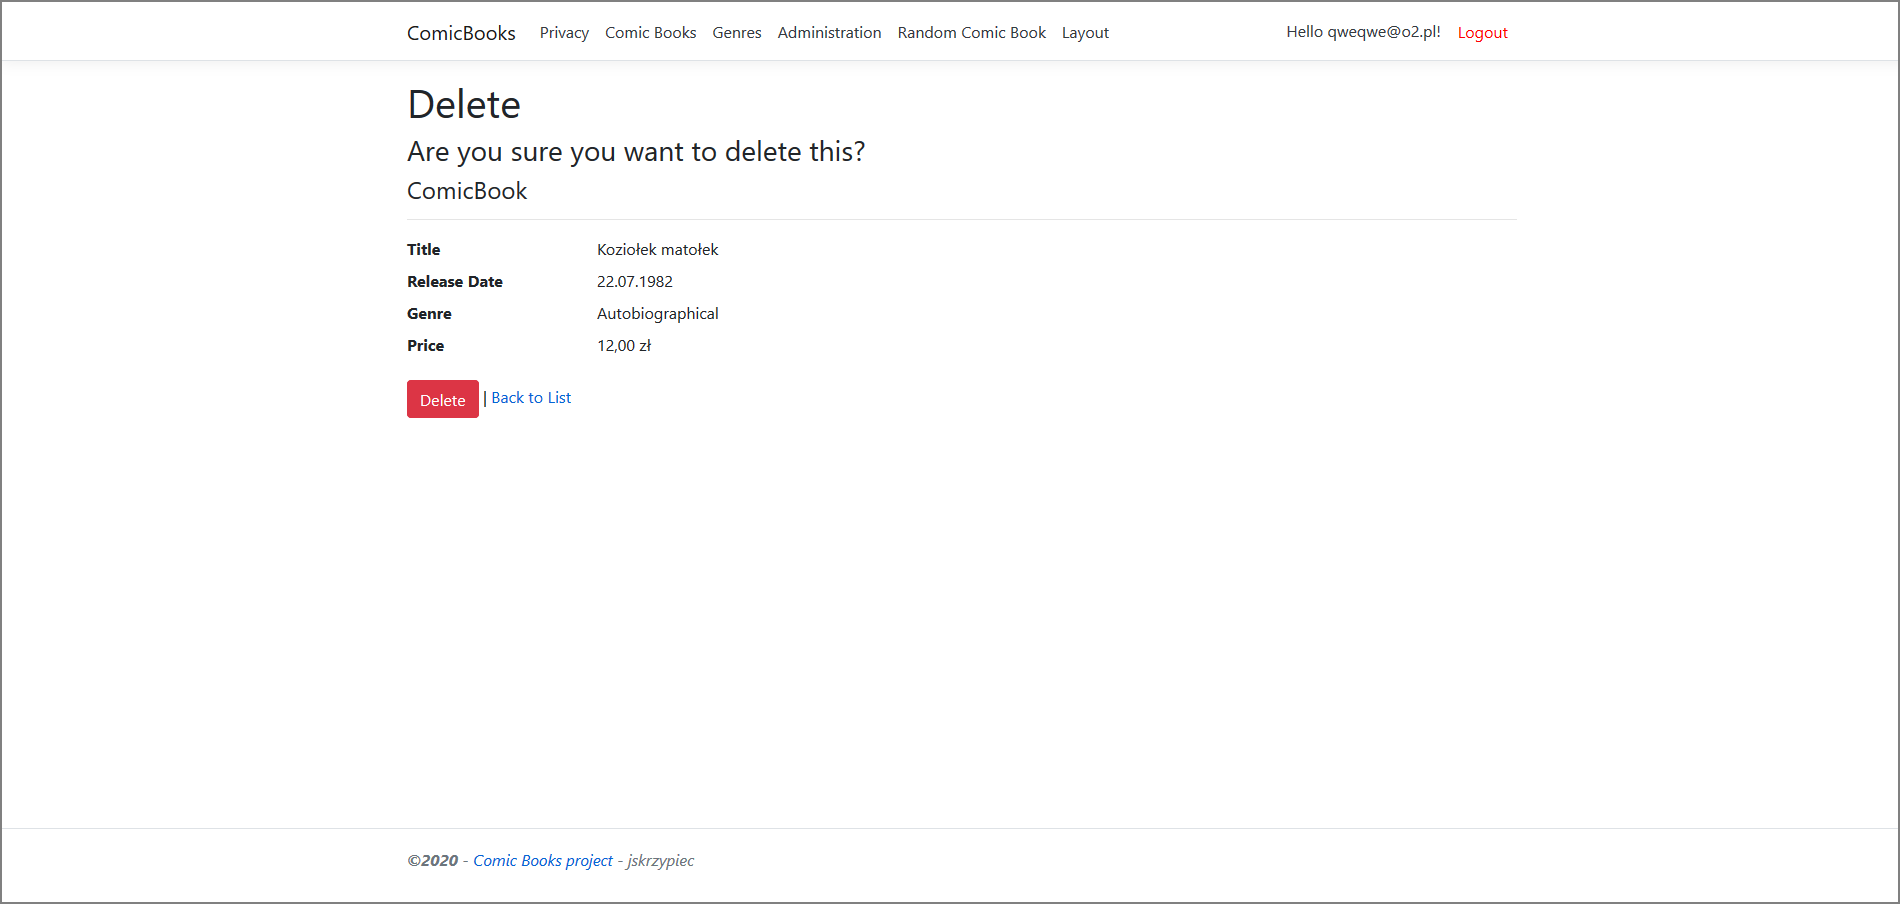 ComicBooks Privacy Comic Books Genres Administration Random Comic Book Layout Hello qweqwe@o2.pl! Logout
Delete
Are you sure you want to delete this?
ComicBook
Title Koziołek matołek
Release Date 22.07.1982
Genre Autobiographical
Price 12,00 zł
Delete | Back to List
©2020 - Comic Books project - jskrzypiec